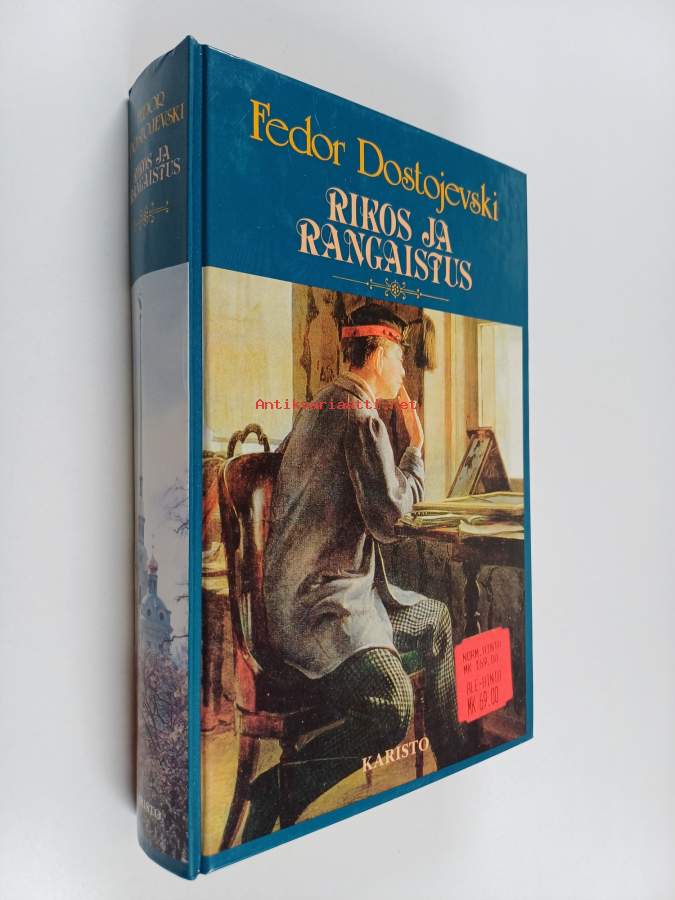 FEDOR
DOSTOJEVSKI
RIKOS JA
RANGAISTUS
KARISTO
Fedor Dostojevski
RIKOS JA
RANGAISTUS
Antikvariaatti.net
NORM.HINTA
MK 169.00
ALE-HINTA
MK 69.00
KARISTO